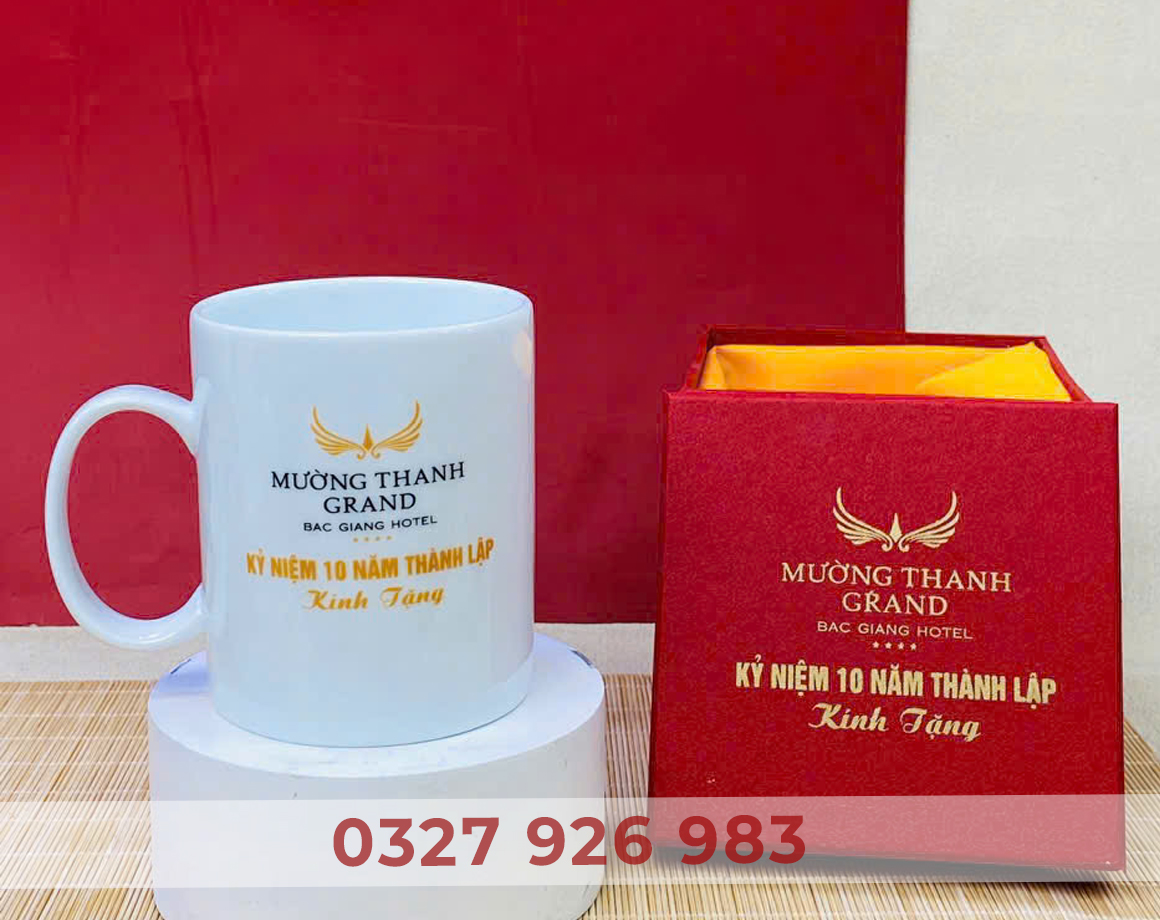 MƯỜNG THANH
GRAND
BAC GIANG HOTEL
KỶ NIỆM 10 NĂM THÀNH LẬP
Kính Tặng
MƯỜNG THANH
GRAND
BAC GIANG HOTEL
KỶ NIỆM 10 NĂM THÀNH LẬP
Kính Tặng
0327 926 983